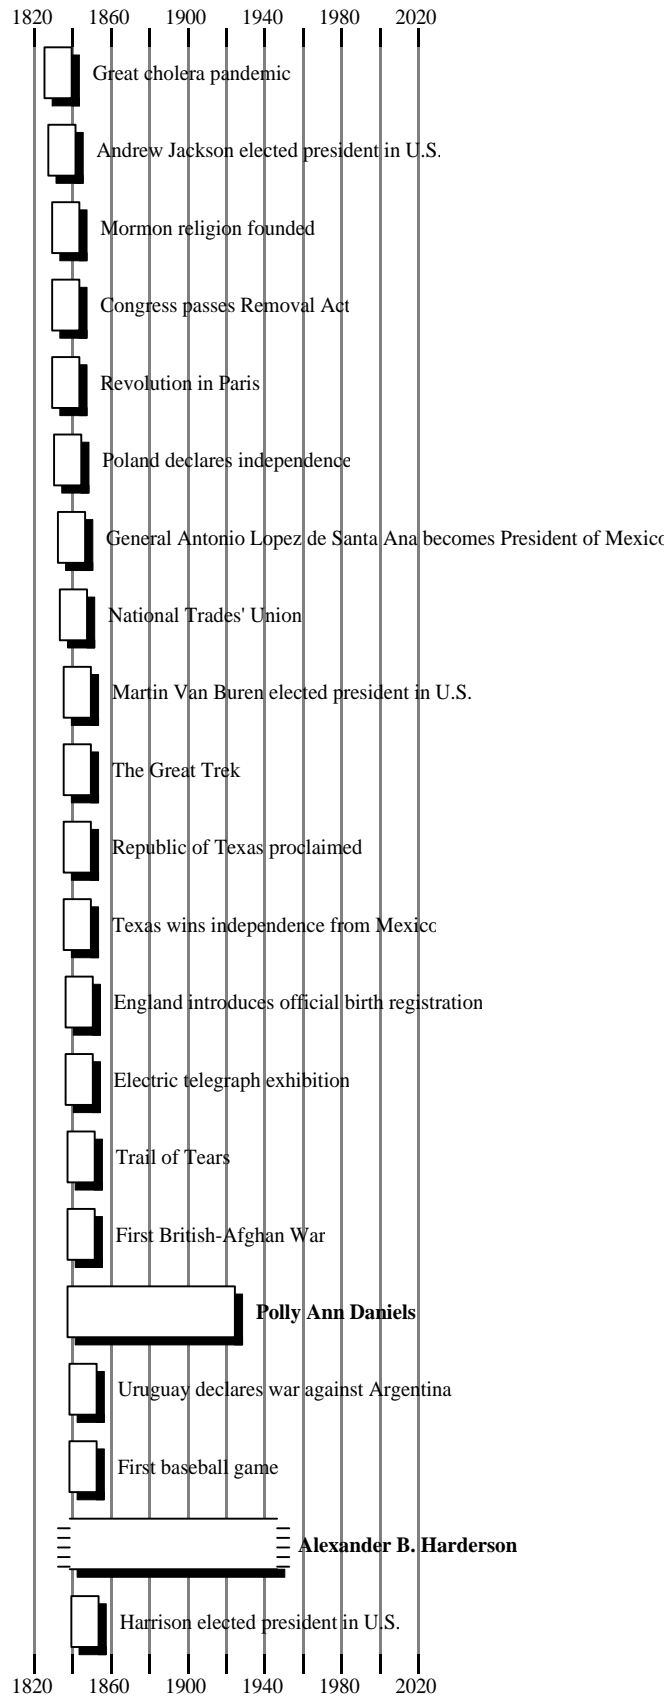 1820 1860 1900 1940 1980 2020
Great cholera pandemic
Andrew Jackson elected president in U.S.
Mormon religion founded
Congress passes Removal Act
Revolution in Paris
Poland declares independence
General Antonio Lopez de Santa Ana becomes President of Mexico
National Trades' Union
Martin Van Buren elected president in U.S.
The Great Trek
Republic of Texas proclaimed
Texas wins independence from Mexico
England introduces official birth registration
Electric telegraph exhibition
Trail of Tears
First British-Afghan War
Polly Ann Daniels
Uruguay declares war against Argentina
First baseball game
Alexander B. Harderson
Harrison elected president in U.S.
1820 1860 1900 1940 1980 2020